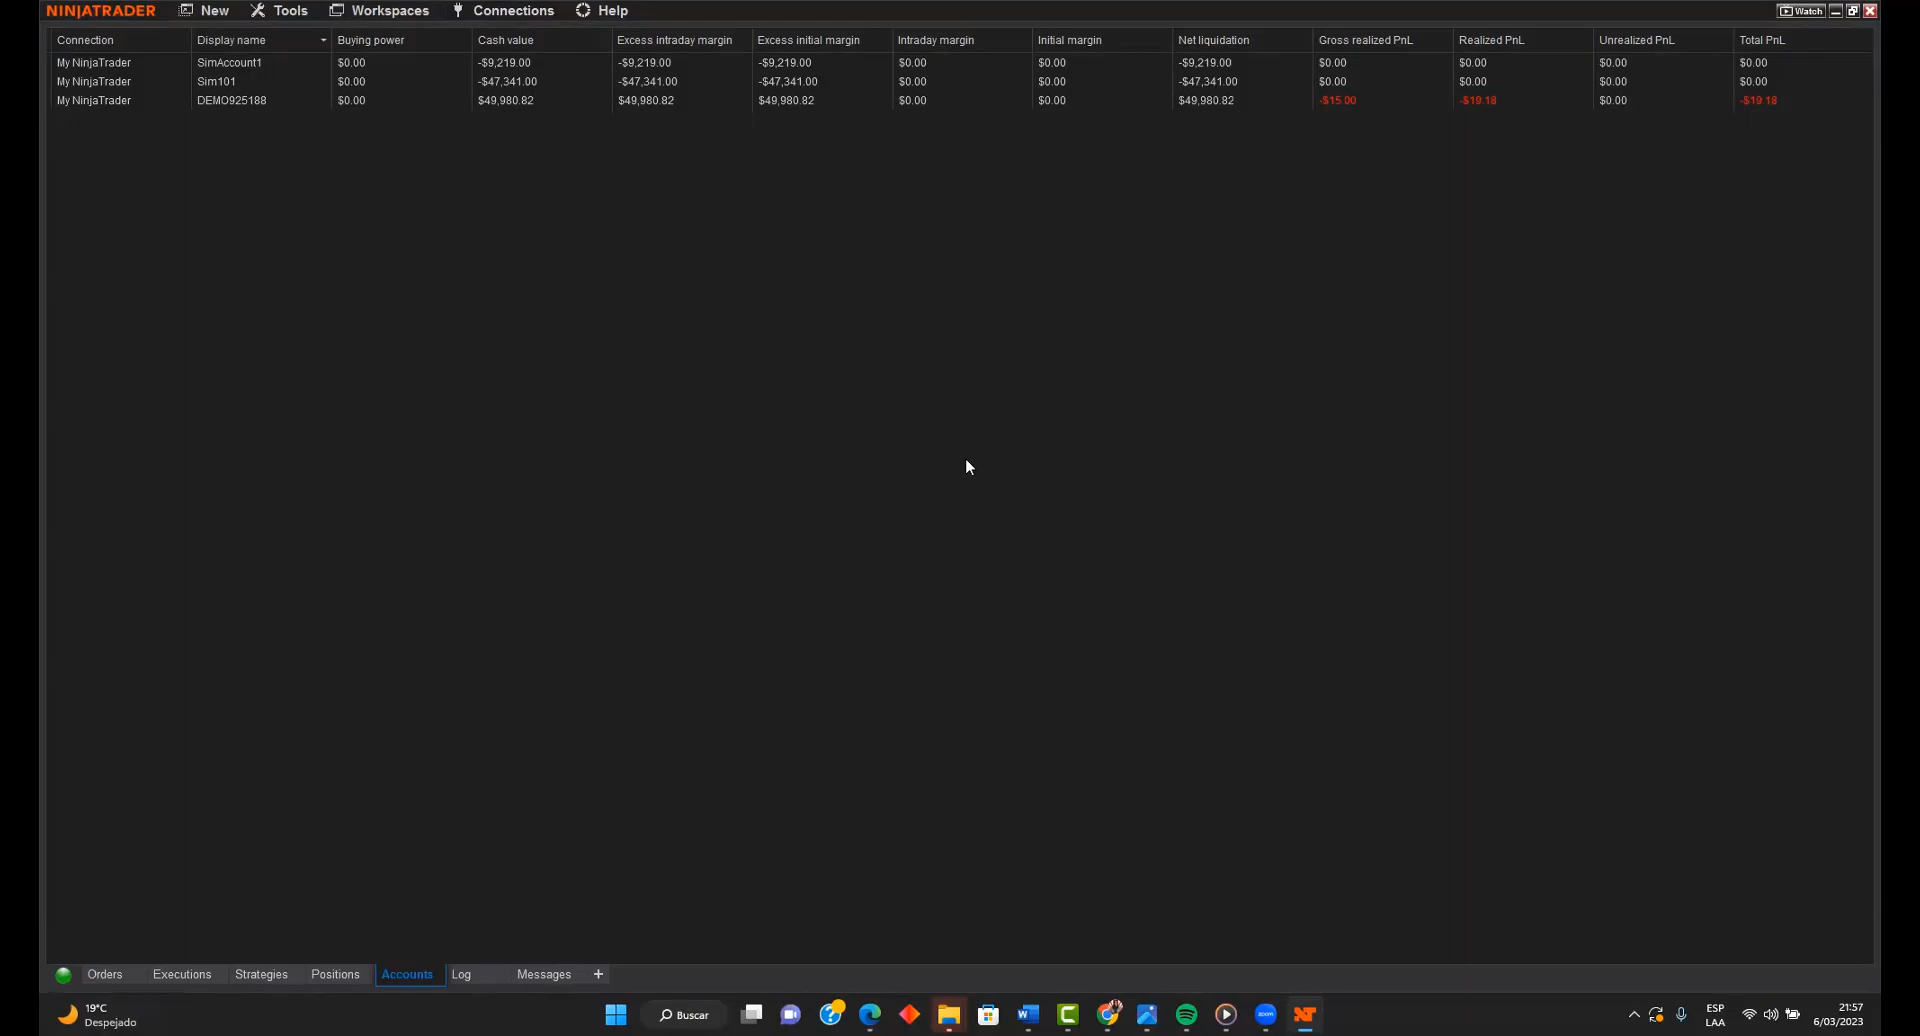 NINJATRADER New Tools Workspaces Connections Help Watch
Connection Display name Buying power Cash value Excess intraday margin Excess initial margin Intraday margin Initial margin Net liquidation Gross realized PnL Realized PnL Unrealized PnL Total PnL
My NinjaTrader SimAccount1 $0.00 -$9,219.00 -$9,219.00 -$9,219.00 $0.00 $0.00 -$9,219.00 $0.00 $0.00 $0.00 $0.00
My NinjaTrader Sim101 $0.00 -$47,341.00 -$47,341.00 -$47,341.00 $0.00 $0.00 -$47,341.00 $0.00 $0.00 $0.00 $0.00
My NinjaTrader DEMO925188 $0.00 $49,980.82 $49,980.82 $49,980.82 $0.00 $0.00 $49,980.82 -$15.00 -$19.18 $0.00 -$19.18
Orders Executions Strategies Positions Accounts Log Messages +
19°C
Despejado
Buscar
zoom
ESP
LAA
21:57
6/03/2023